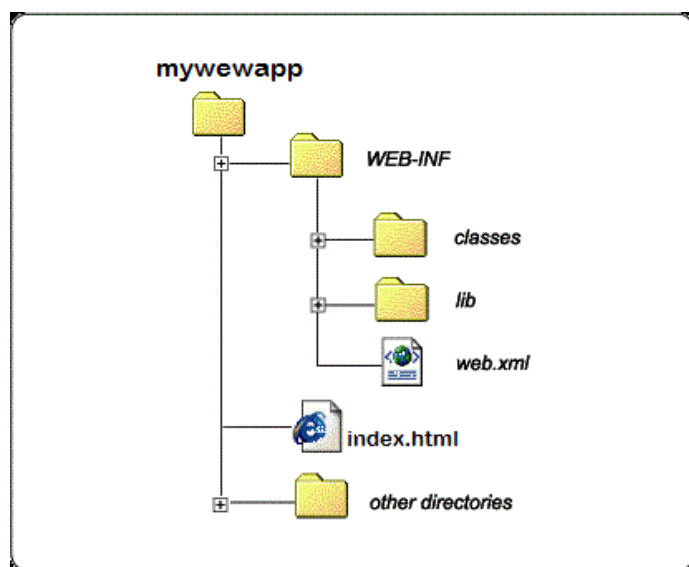 mywewapp
WEB-INF
classes
lib
web.xml
index.html
other directories